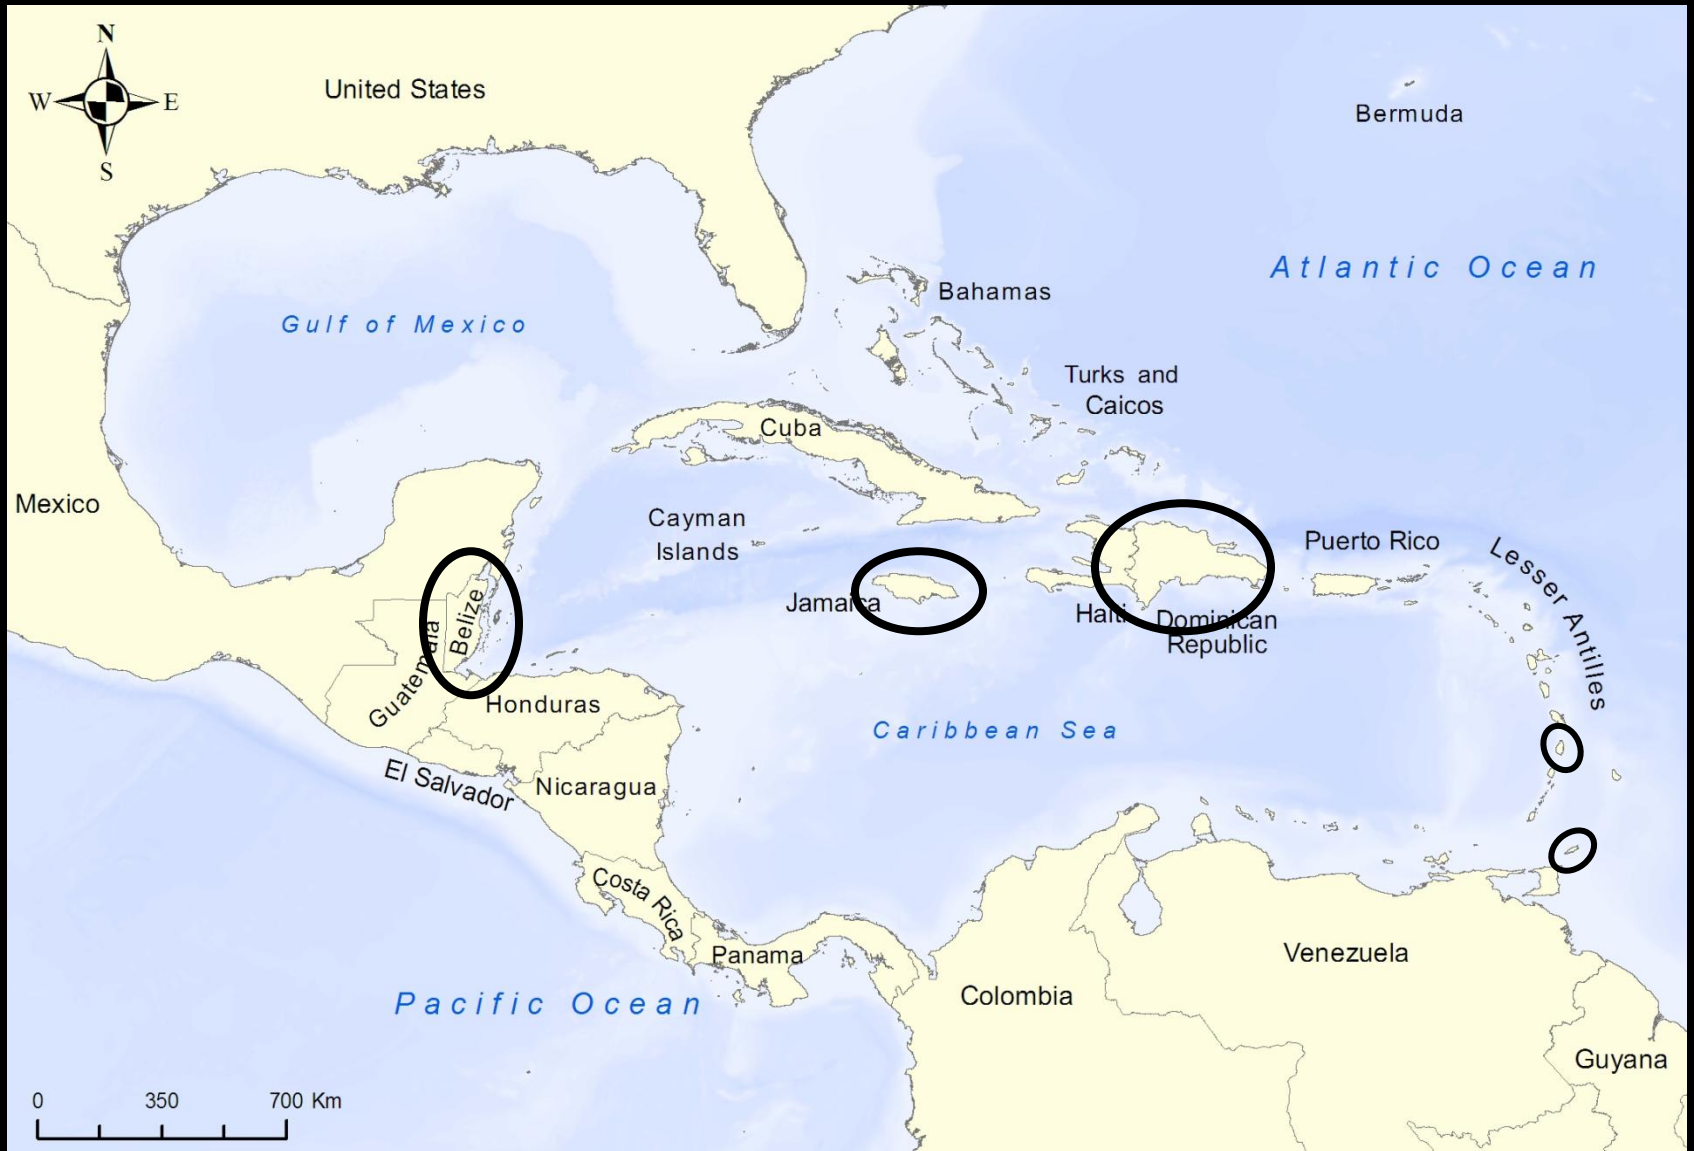 N
W E
S
United States
Bermuda
Atlantic Ocean
Bahamas
Gulf of Mexico
Turks and
Caicos
Cuba
Mexico
Cayman
Islands
Puerto Rico
Lesser Antilles
Jamaica
Haiti
Dominican
Republic
Belize
Guatemala
Honduras
Caribbean Sea
El Salvador
Nicaragua
Costa Rica
Panama
Venezuela
Colombia
Pacific Ocean
Guyana
0 350 700 Km